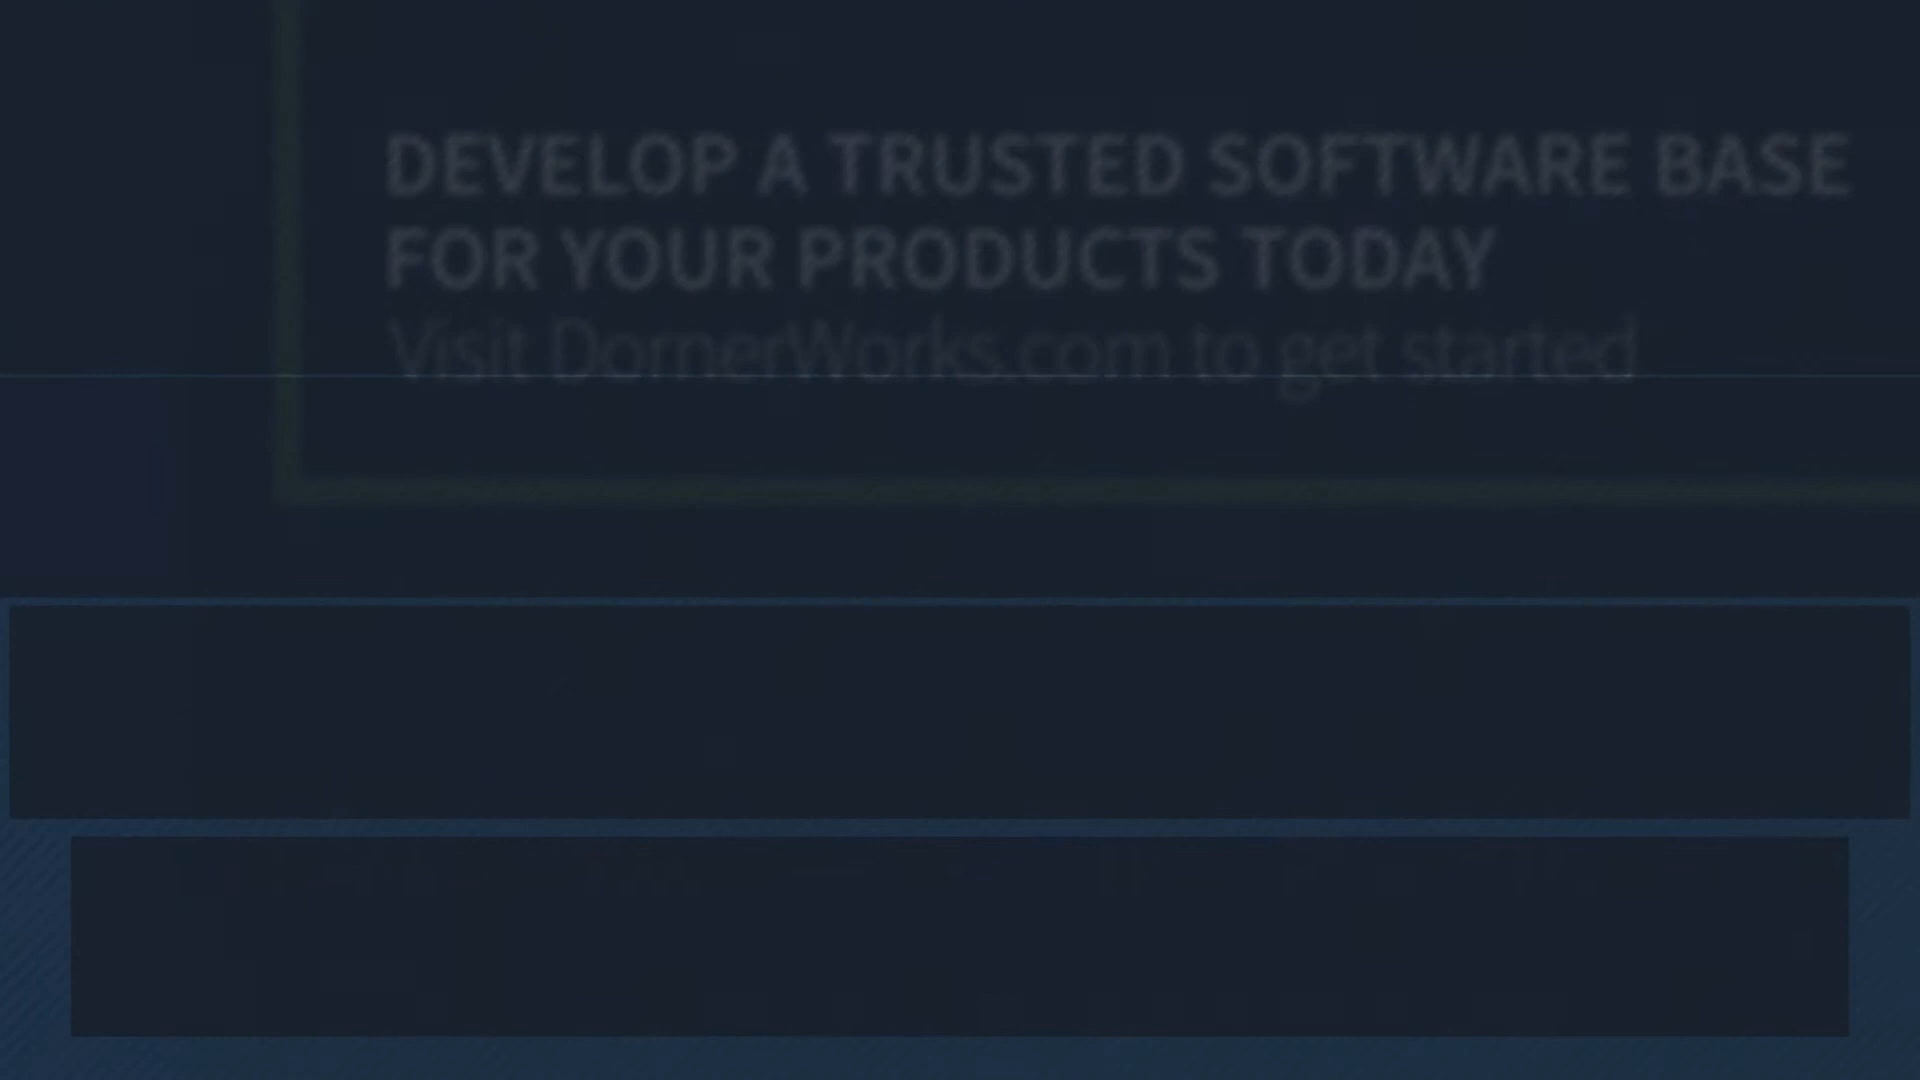 DEVELOP A TRUSTED SOFTWARE BASE
FOR YOUR PRODUCTS TODAY
Visit DornerWorks.com to get started